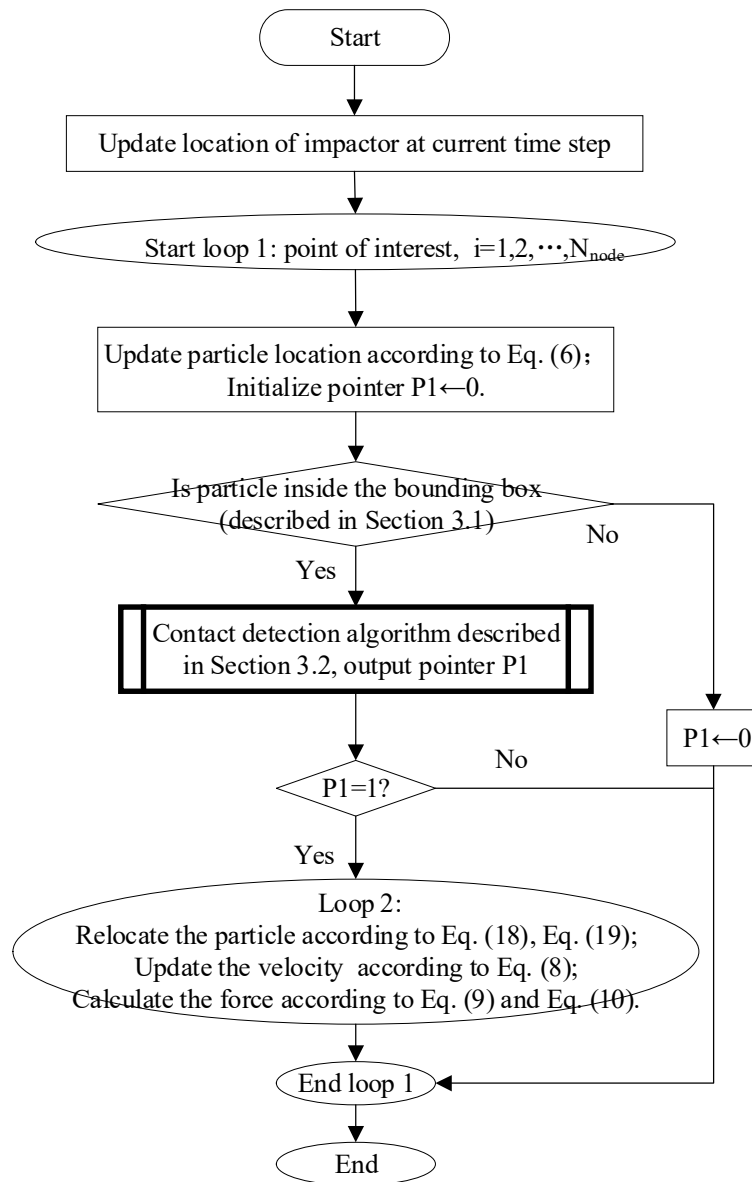 Start
Update location of impactor at current time step
Start loop 1: point of interest, i=1,2,⋯,Nnode
Update particle location according to Eq. (6);
Initialize pointer P1←0.
Is particle inside the bounding box
(described in Section 3.1)
No
Yes
Contact detection algorithm described
in Section 3.2, output pointer P1
P1←0
No
P1=1?
Yes
Loop 2:
Relocate the particle according to Eq. (18), Eq. (19);
Update the velocity according to Eq. (8);
Calculate the force according to Eq. (9) and Eq. (10).
End loop 1
End